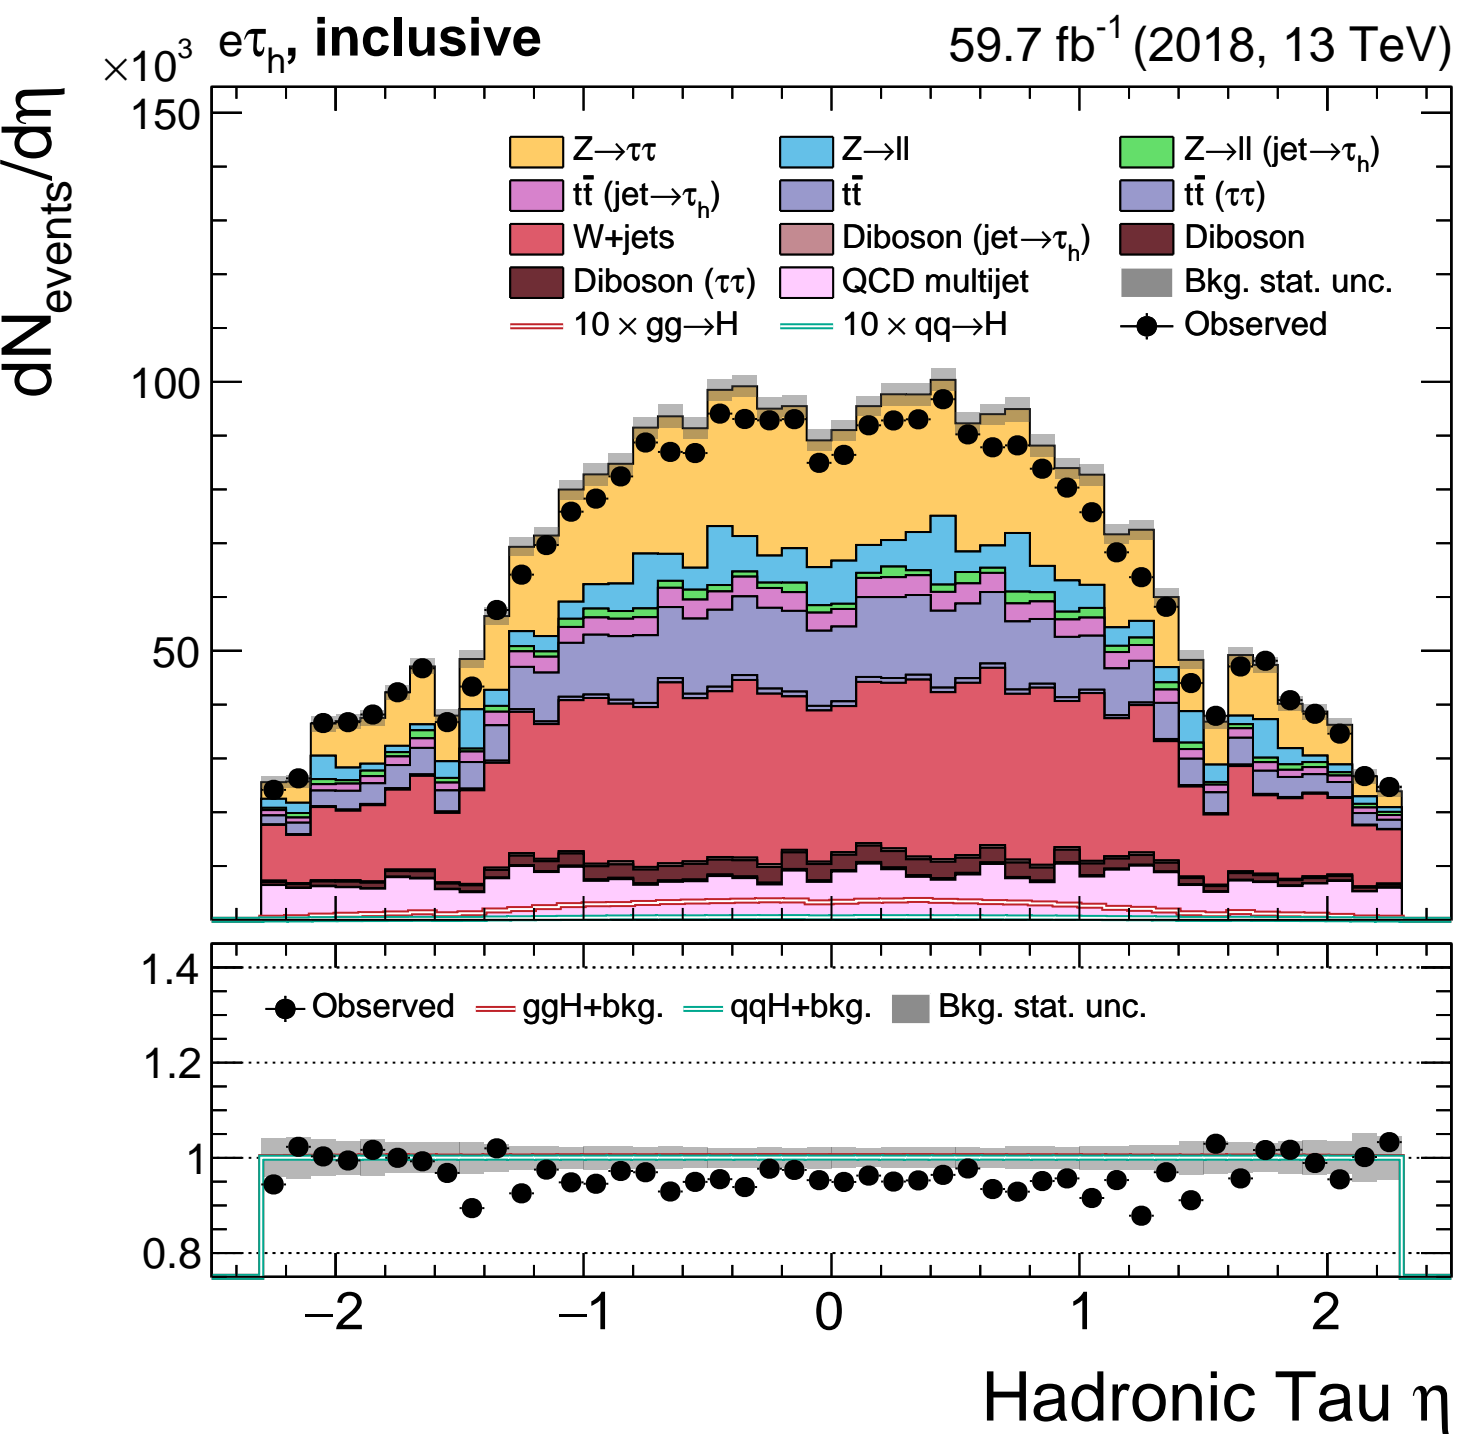 ×10³ eτh, inclusive 59.7 fb⁻¹ (2018, 13 TeV)
dNevents/dη
150
Z→ττ Z→ll Z→ll (jet→τh)
tt̄ (jet→τh) tt̄ tt̄ (ττ)
W+jets Diboson (jet→τh) Diboson
Diboson (ττ) QCD multijet Bkg. stat. unc.
10 × gg→H 10 × qq→H Observed
100
50
1.4
Observed ggH+bkg. qqH+bkg. Bkg. stat. unc.
1.2
1
0.8
−2 −1 0 1 2
Hadronic Tau η